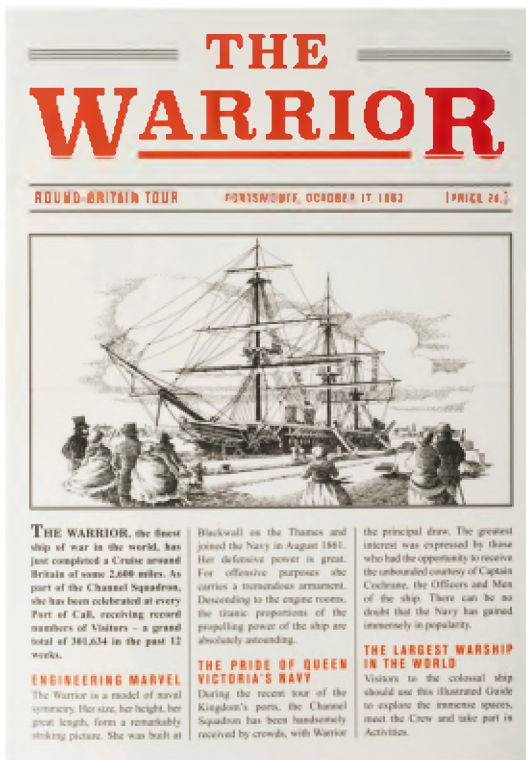 THE
WARRIOR
ROUND BRITAIN TOUR
PORTSMOUTH, OCTOBER 17, 1863
[PRICE 2d.]
THE WARRIOR, the finest
ship of war in the world, has
just completed a Cruise around
Britain of some 2,600 miles. As
part of the Channel Squadron,
she has been celebrated at every
Port of Call, receiving record
numbers of Visitors – a grand
total of 301,634 in the past 12
weeks.
ENGINEERING MARVEL
The Warrior is a model of naval
symmetry. Her size, her height, her
great length, form a remarkably
striking picture. She was built at
Blackwall on the Thames and
joined the Navy in August 1861.
Her defensive power is great.
For offensive purposes she
carries a tremendous armament.
Descending to the engine rooms,
the titanic proportions of the
propelling power of the ship are
absolutely astounding.
THE PRIDE OF QUEEN
VICTORIA'S NAVY
During the recent tour of the
Kingdom's ports, the Channel
Squadron has been handsomely
received by crowds, with Warrior
the principal draw. The greatest
interest was expressed by those
who had the opportunity to receive
the unbounded courtesy of Captain
Cochrane, the Officers and Men
of the ship. There can be no
doubt that the Navy has gained
immensely in popularity.
THE LARGEST WARSHIP
IN THE WORLD
Visitors to the colossal ship
should use this illustrated Guide
to explore the immense spaces,
meet the Crew and take part in
Activities.